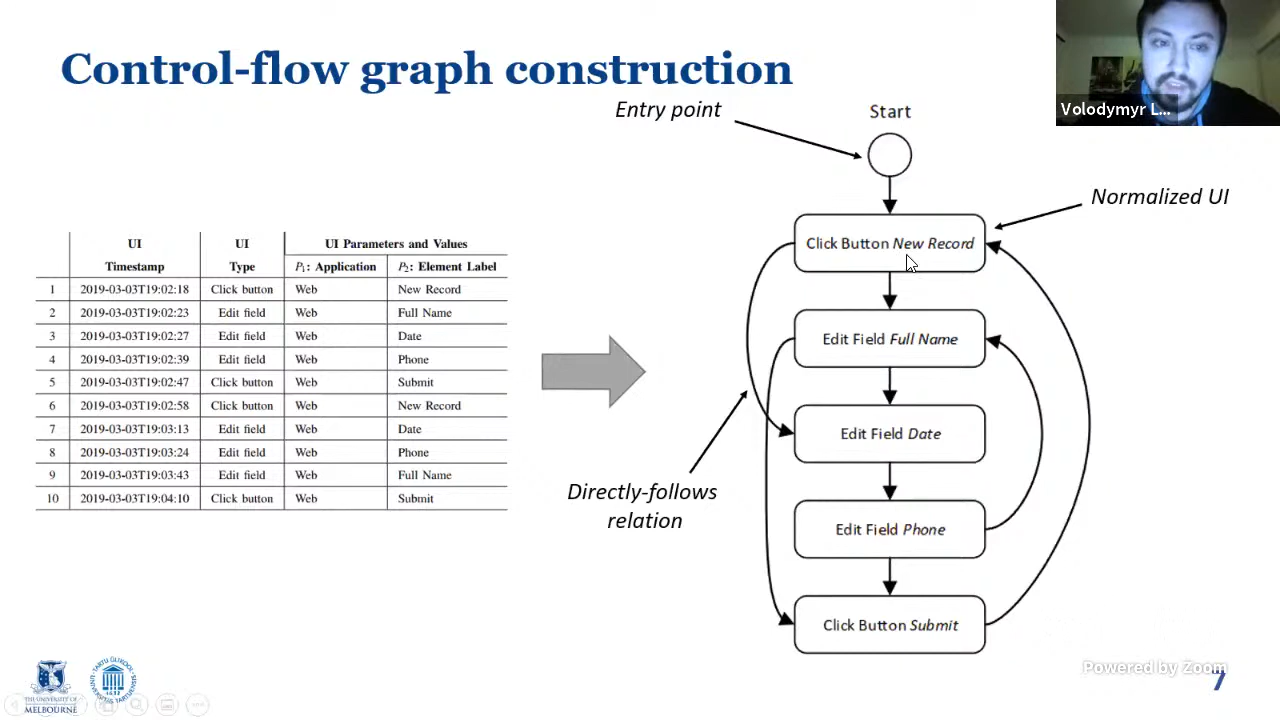 Control-flow graph construction
Volodymyr L...
Entry point
Start
Normalized UI
Click Button New Record
Edit Field Full Name
Edit Field Date
Edit Field Phone
Click Button Submit
Directly-follows
relation
UI UI UI Parameters and Values
Timestamp Type P₁: Application P₂: Element Label
1 2019-03-03T19:02:18 Click button Web New Record
2 2019-03-03T19:02:23 Edit field Web Full Name
3 2019-03-03T19:02:27 Edit field Web Date
4 2019-03-03T19:02:39 Edit field Web Phone
5 2019-03-03T19:02:47 Click button Web Submit
6 2019-03-03T19:02:58 Click button Web New Record
7 2019-03-03T19:03:13 Edit field Web Date
8 2019-03-03T19:03:24 Edit field Web Phone
9 2019-03-03T19:03:43 Edit field Web Full Name
10 2019-03-03T19:04:10 Click button Web Submit
THE UNIVERSITY OF
MELBOURNE
Powered by Zoom
7